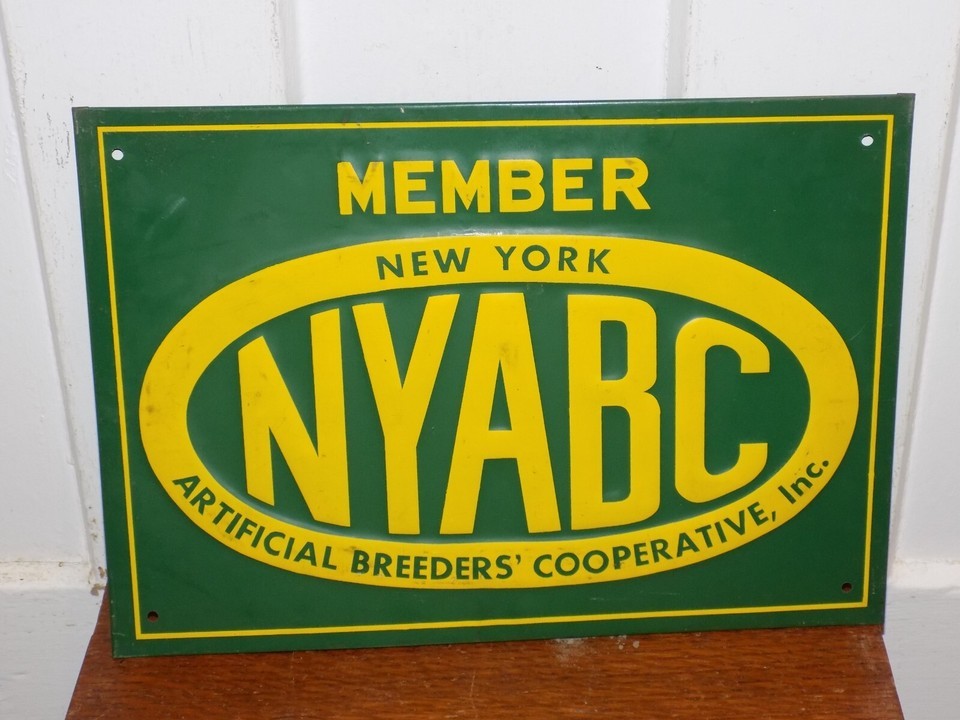 MEMBER
NEW YORK
NYABC
ARTIFICIAL BREEDERS' COOPERATIVE, Inc.